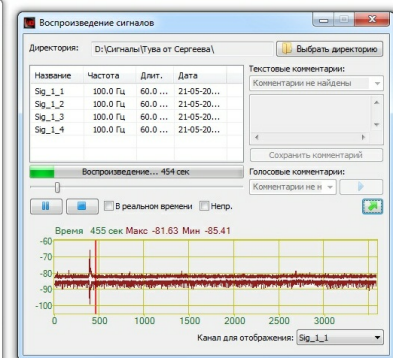 Воспроизведение сигналов
Директория: D:\Сигналы\Тува от Сергеева\ Выбрать директорию
Название Частота Длит. Дата
Sig_1_1 100.0 Гц 60.0 ... 21-05-20...
Sig_1_2 100.0 Гц 60.0 ... 21-05-20...
Sig_1_3 100.0 Гц 60.0 ... 21-05-20...
Sig_1_4 100.0 Гц 60.0 ... 21-05-20...
Текстовые комментарии:
Комментарии не найдены
Сохранить комментарий
Воспроизведение... 454 сек
Голосовые комментарии:
Комментарии не н
В реальном времени Непр.
Время 455 сек Макс -81.63 Мин -85.41
-60
-70
-80
-90
-100
0 500 1000 1500 2000 2500 3000
Канал для отображения: Sig_1_1